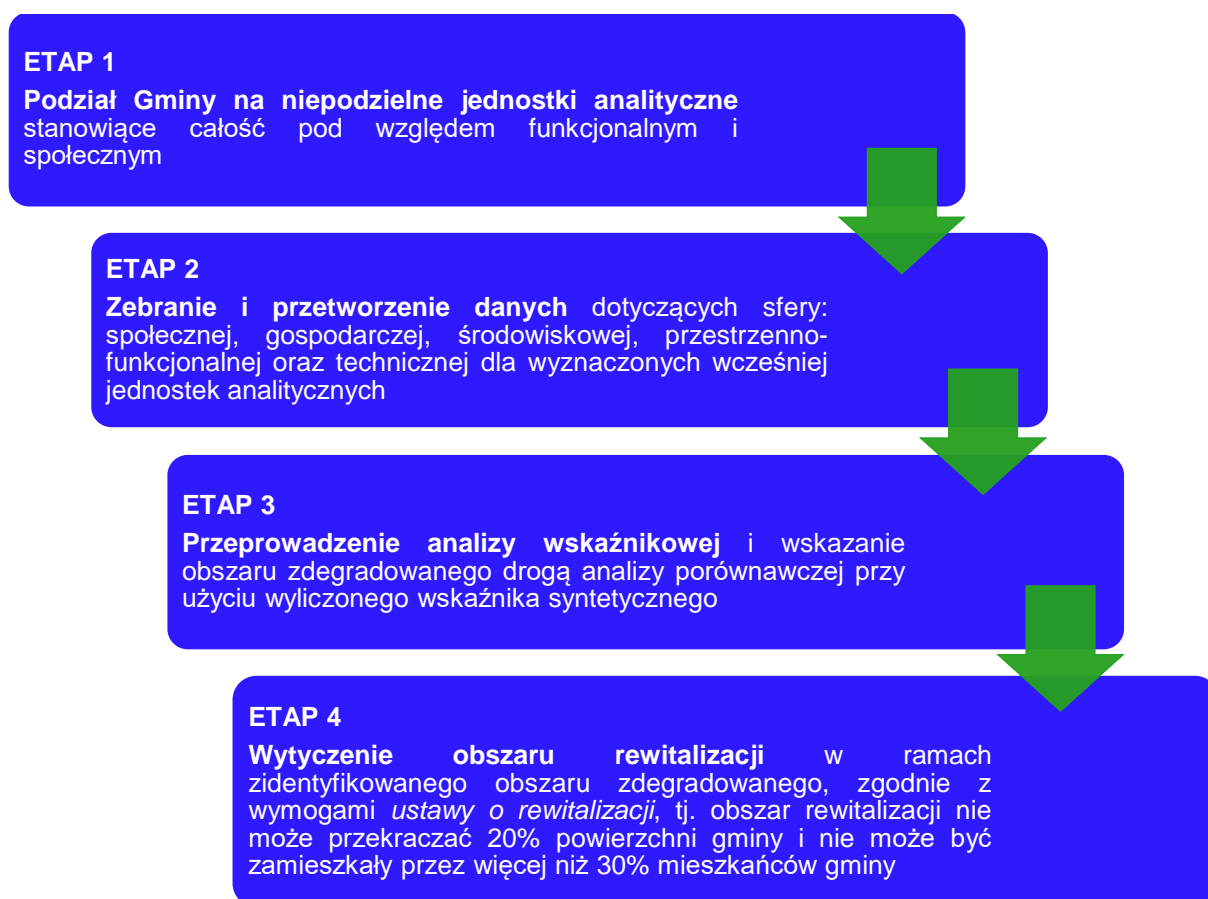 ETAP 1
Podział Gminy na niepodzielne jednostki analityczne
stanowiące całość pod względem funkcjonalnym i
społecznym
ETAP 2
Zebranie i przetworzenie danych dotyczących sfery:
społecznej, gospodarczej, środowiskowej, przestrzenno-
funkcjonalnej oraz technicznej dla wyznaczonych wcześniej
jednostek analitycznych
ETAP 3
Przeprowadzenie analizy wskaźnikowej i wskazanie
obszaru zdegradowanego drogą analizy porównawczej przy
użyciu wyliczonego wskaźnika syntetycznego
ETAP 4
Wytyczenie obszaru rewitalizacji w ramach
zidentyfikowanego obszaru zdegradowanego, zgodnie z
wymogami ustawy o rewitalizacji, tj. obszar rewitalizacji nie
może przekraczać 20% powierzchni gminy i nie może być
zamieszkały przez więcej niż 30% mieszkańców gminy